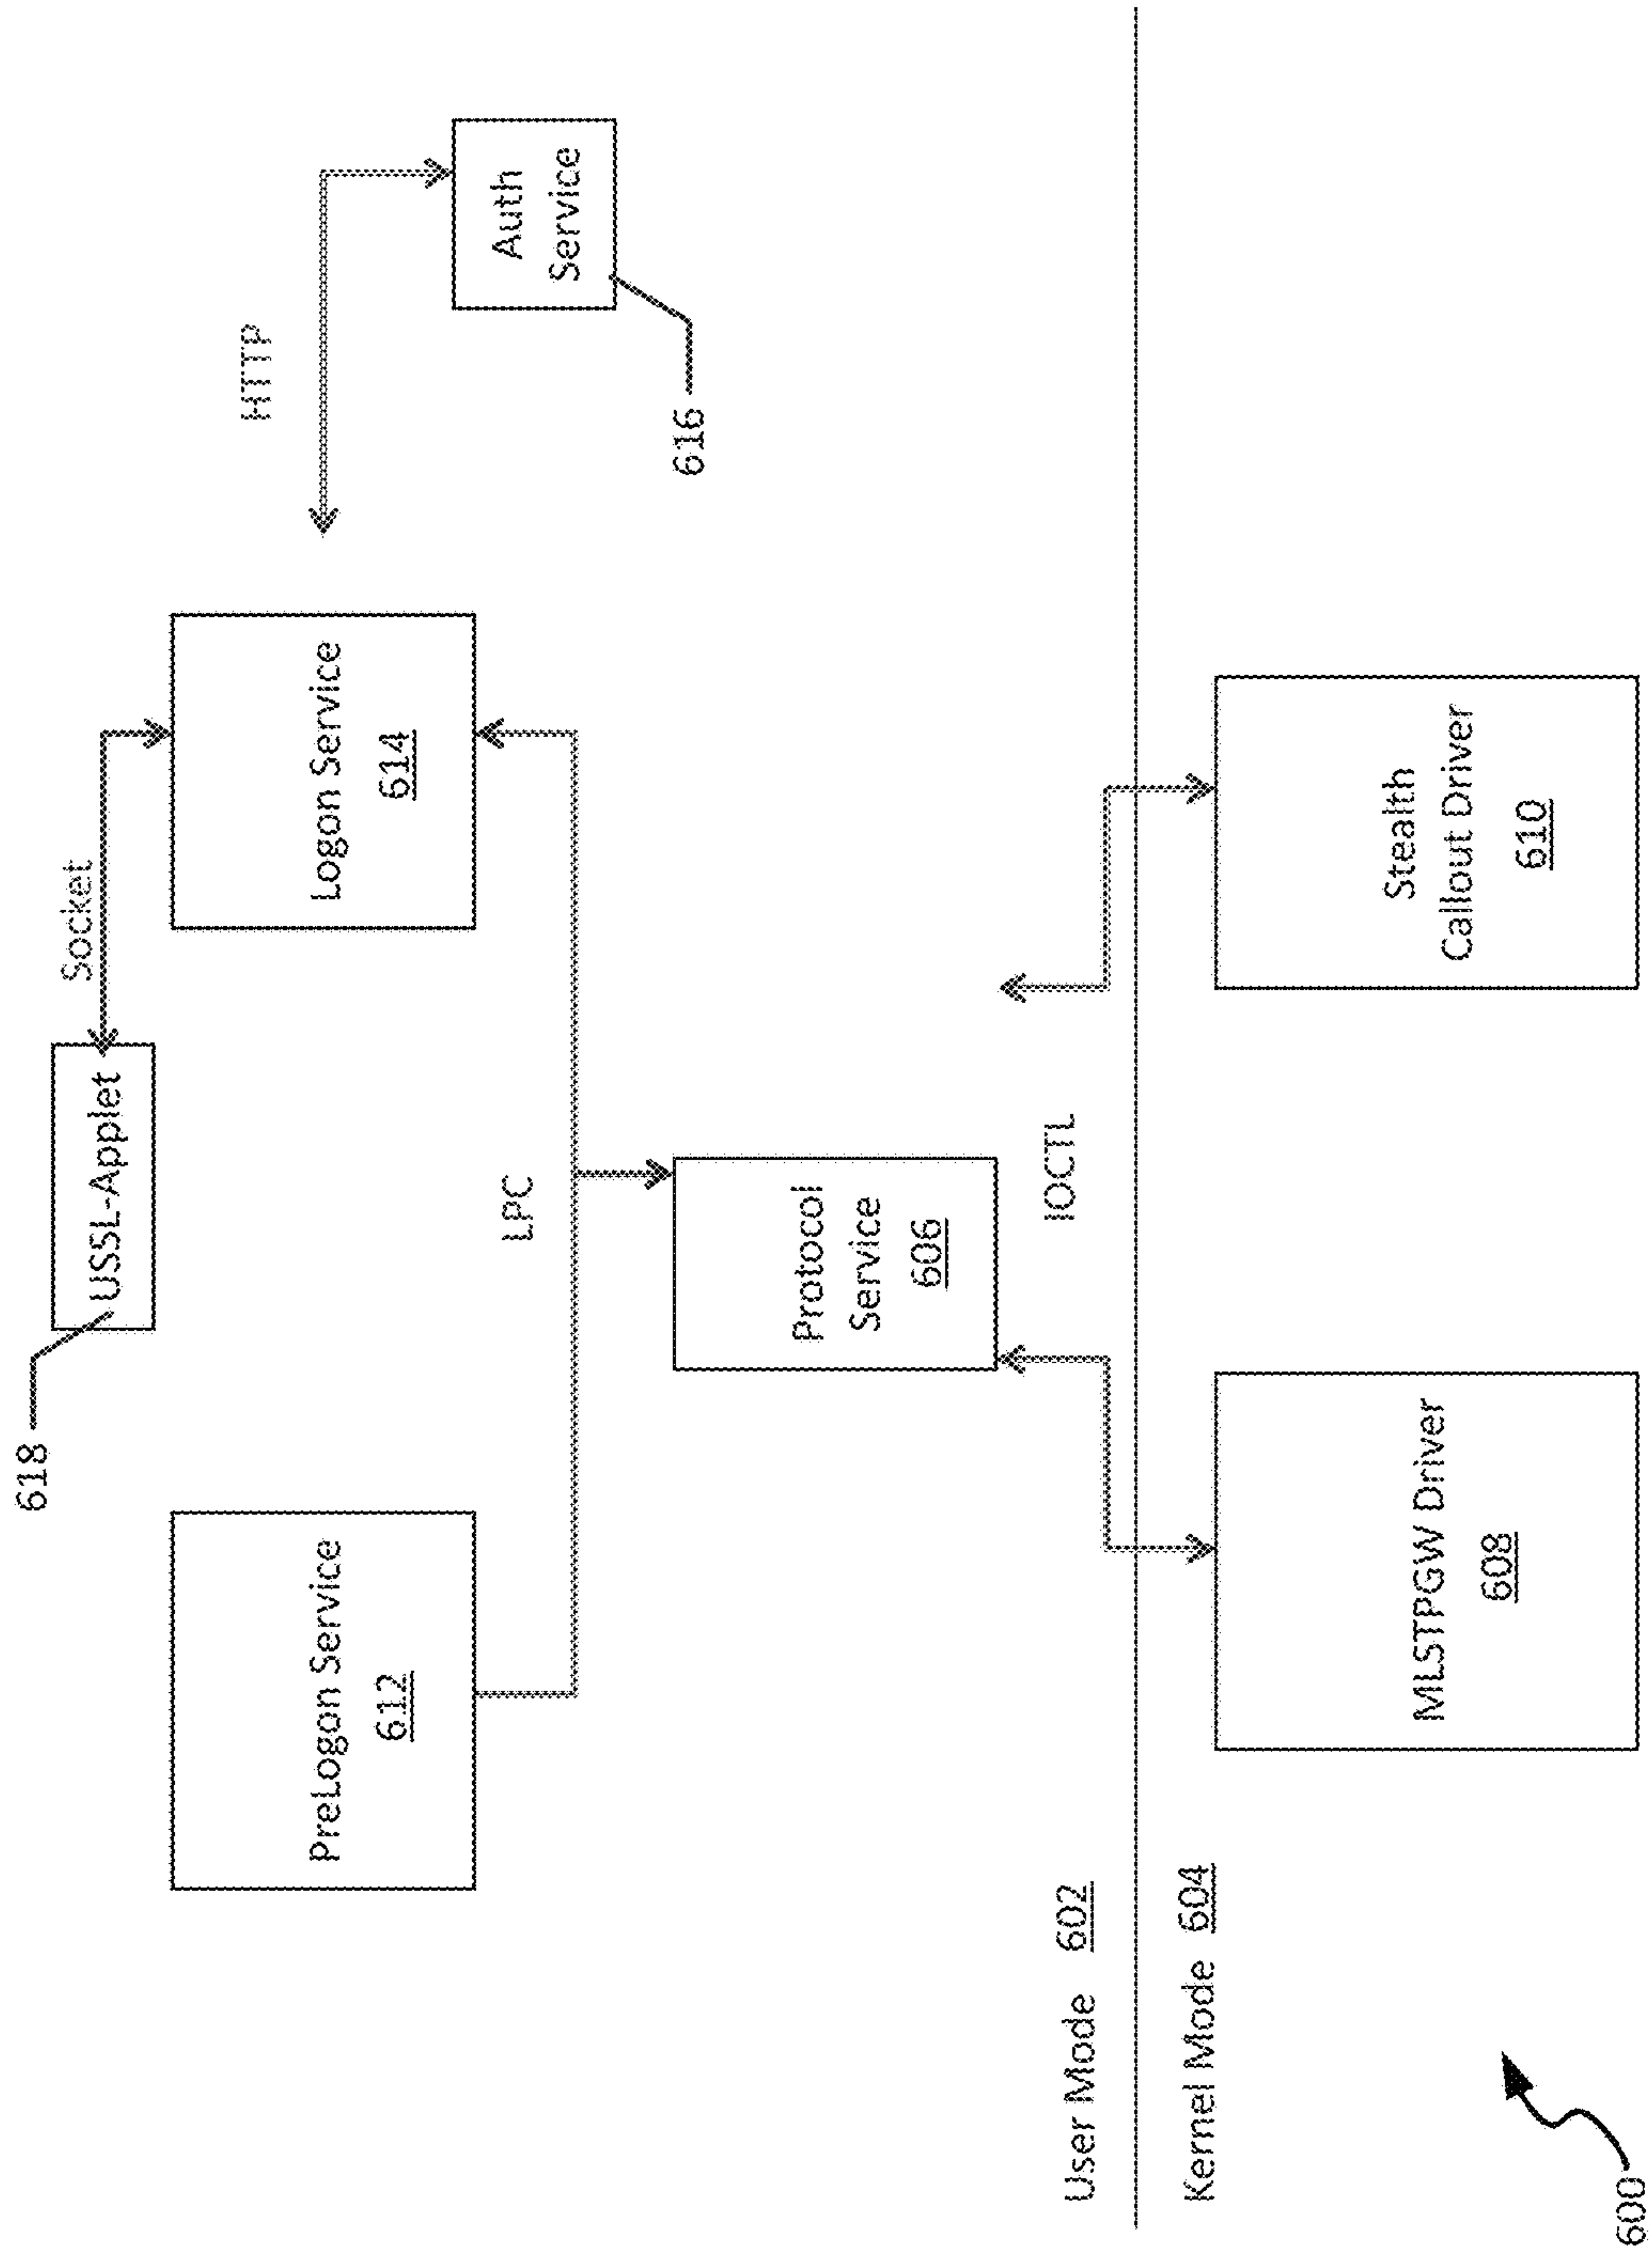 618
USSL-Applet
Socket
HTTP
PreLogon Service
612
Logon Service
614
LPC
Auth
Service
616
Protocol
Service
606
IOCTL
User Mode 602
Kernel Mode 604
MLSTPGW Driver
608
Stealth
Callout Driver
610
600